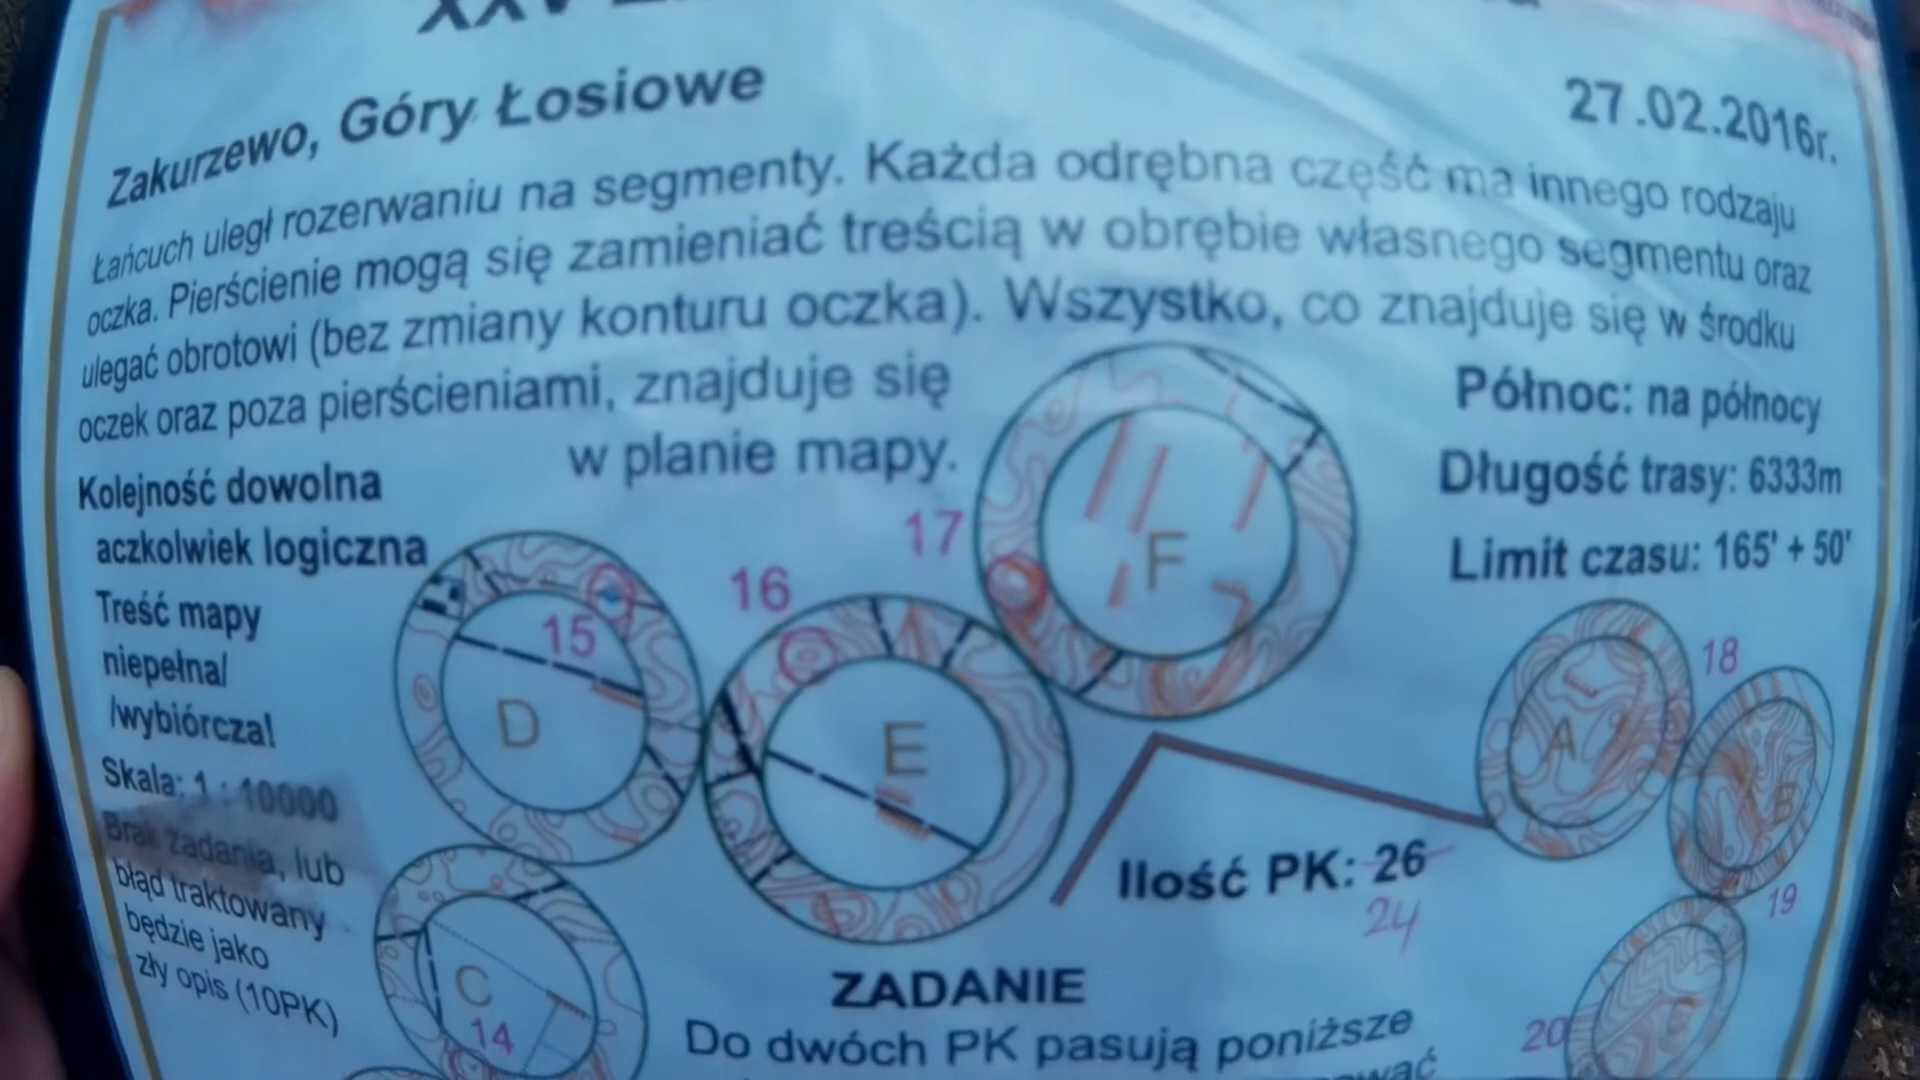 XXV
Zakurzewo, Góry Łosiowe
27.02.2016r.
Łańcuch uległ rozerwaniu na segmenty. Każda odrębna część ma innego rodzaju
oczka. Pierścienie mogą się zamieniać treścią w obrębie własnego segmentu oraz
ulegać obrotowi (bez zmiany konturu oczka). Wszystko, co znajduje się w środku
oczek oraz poza pierścieniami, znajduje się
w planie mapy.
Północ: na północy
Długość trasy: 6333m
Limit czasu: 165' + 50'
Kolejność dowolna
aczkolwiek logiczna
Treść mapy
niepełna/
/wybiórcza!
Skala: 1 : 10000
Brak zadania, lub
błąd traktowany
będzie jako
zły opis (10PK)
17
F
16
15
D
E
18
A
B
19
C
14
20
C
Ilość PK: 26
24
ZADANIE
Do dwóch PK pasują poniższe